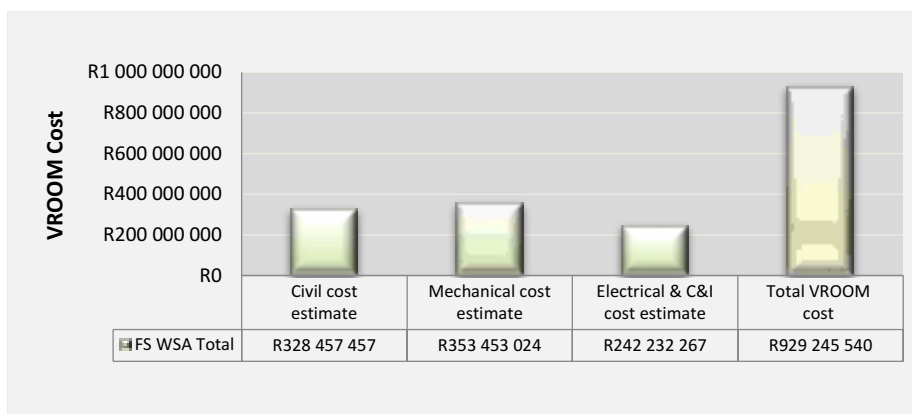 VROOM Cost
R1 000 000 000
R800 000 000
R600 000 000
R400 000 000
R200 000 000
R0
Civil cost
estimate
Mechanical cost
estimate
Electrical & C&I
cost estimate
Total VROOM
cost
FS WSA Total
R328 457 457
R353 453 024
R242 232 267
R929 245 540